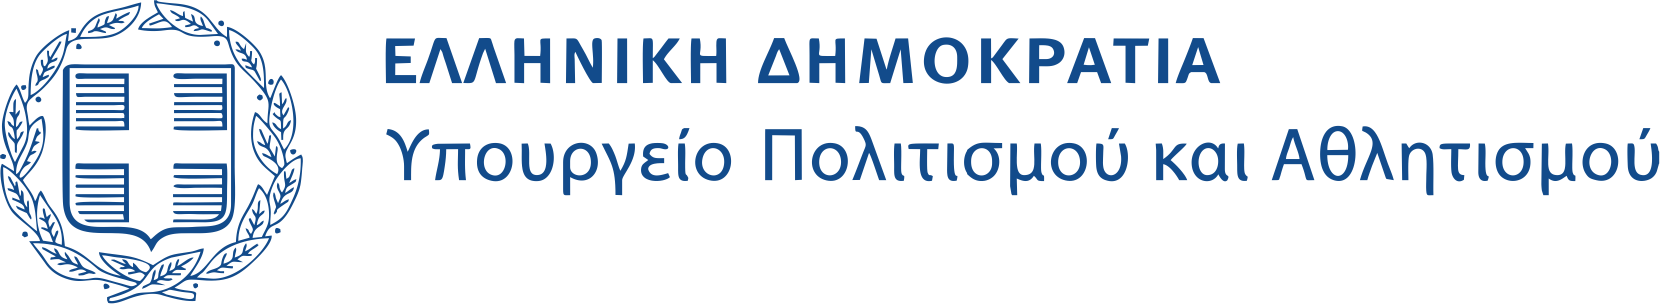 ΕΛΛΗΝΙΚΗ ΔΗΜΟΚΡΑΤΙΑ
Υπουργείο Πολιτισμού και Αθλητισμού